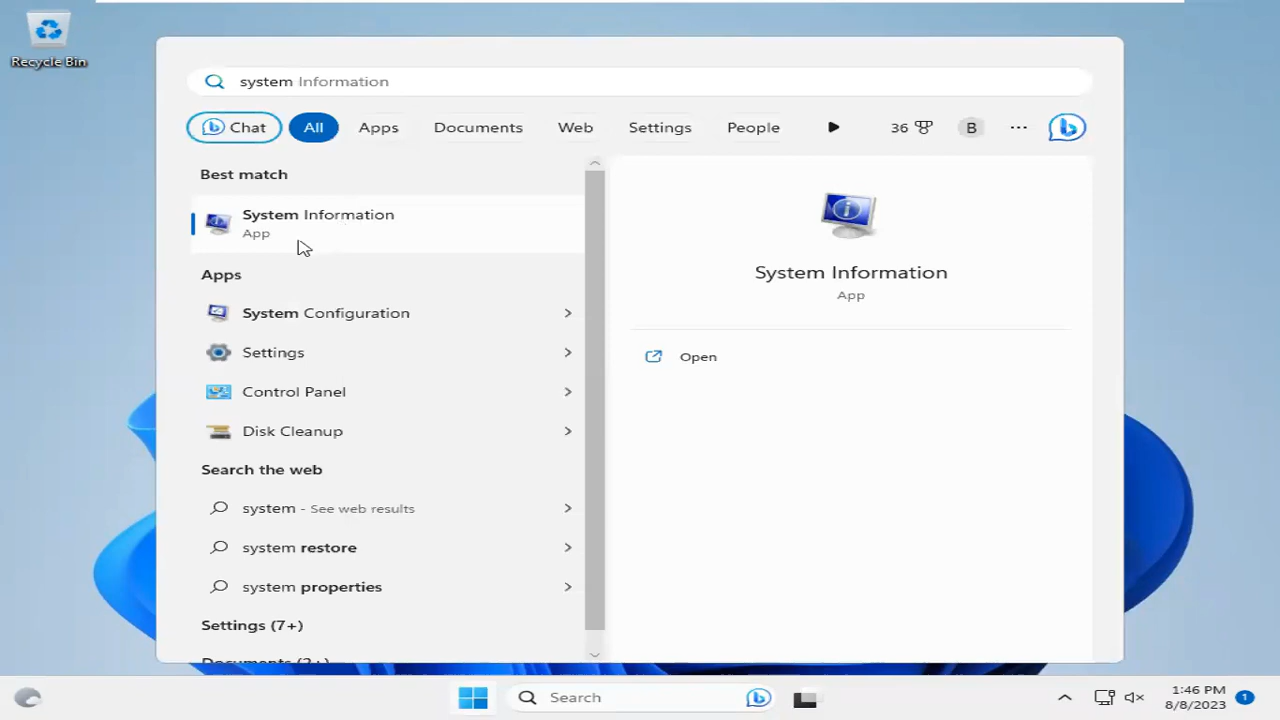 Recycle Bin
system Information
Chat All Apps Documents Web Settings People 36 B ...
Best match
System Information
App
Apps
System Configuration
Settings
Control Panel
Disk Cleanup
Search the web
system - See web results
system restore
system properties
Settings (7+)
System Information
App
Open
Search
1:46 PM
8/8/2023
1